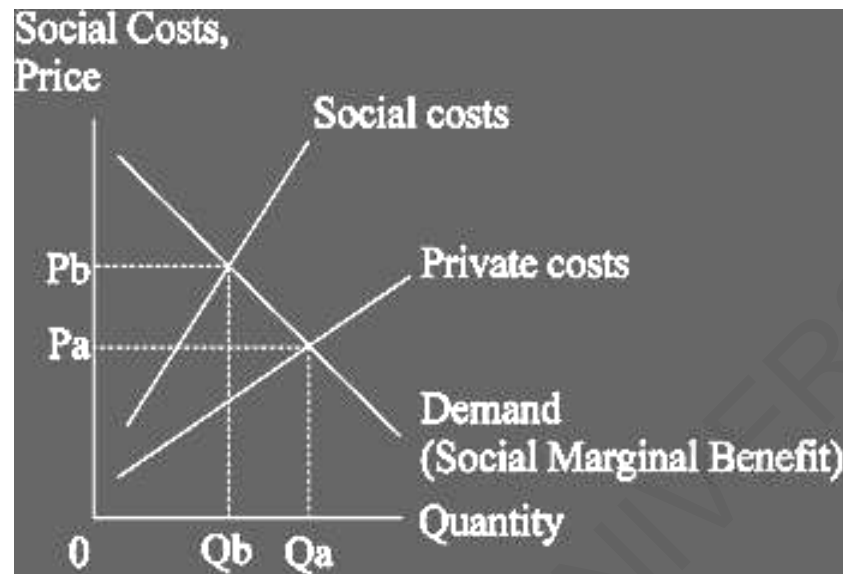 Social Costs,
Price
Social costs
Pb
Private costs
Pa
Demand
(Social Marginal Benefit)
Quantity
0 Qb Qa